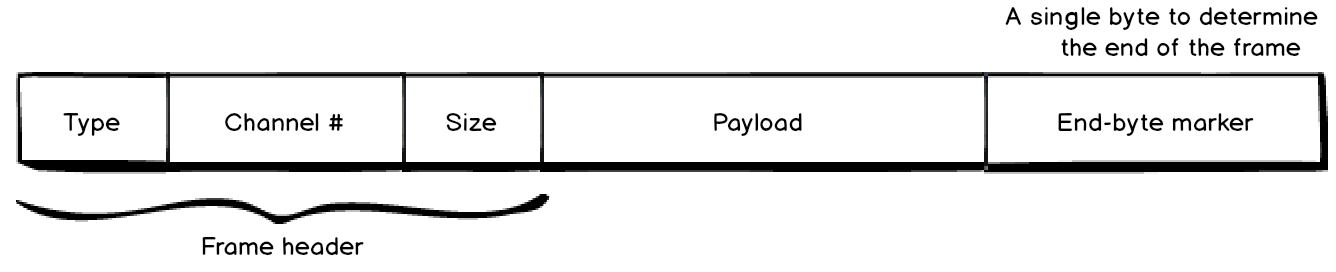 A single byte to determine
the end of the frame
Type
Channel #
Size
Payload
End-byte marker
Frame header